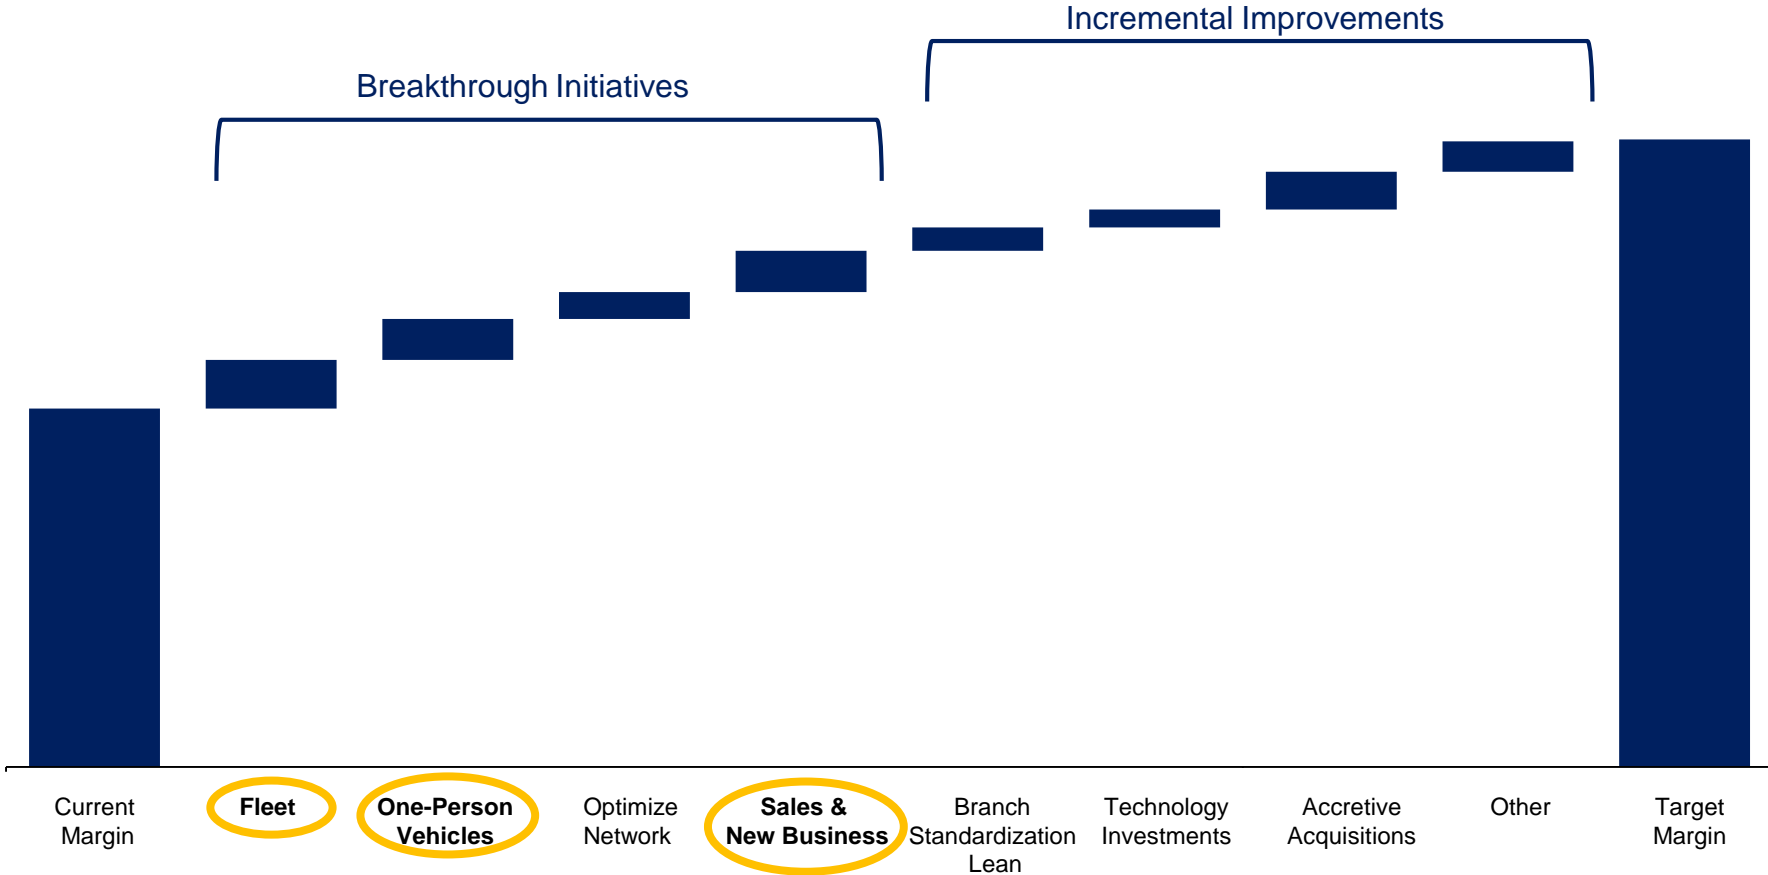 Incremental Improvements
Breakthrough Initiatives
Current
Margin
Fleet
One-Person
Vehicles
Optimize
Network
Sales &
New Business
Branch
Standardization
Lean
Technology
Investments
Accretive
Acquisitions
Other
Target
Margin